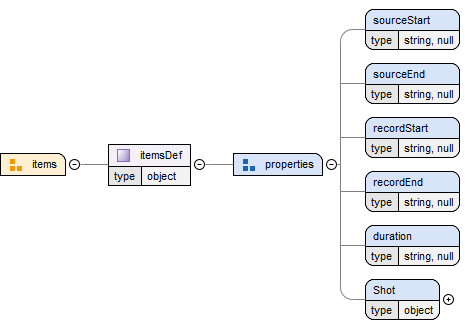 sourceStart
type string, null
sourceEnd
type string, null
recordStart
type string, null
items
itemsDef
type object
properties
recordEnd
type string, null
duration
type string, null
Shot
type object